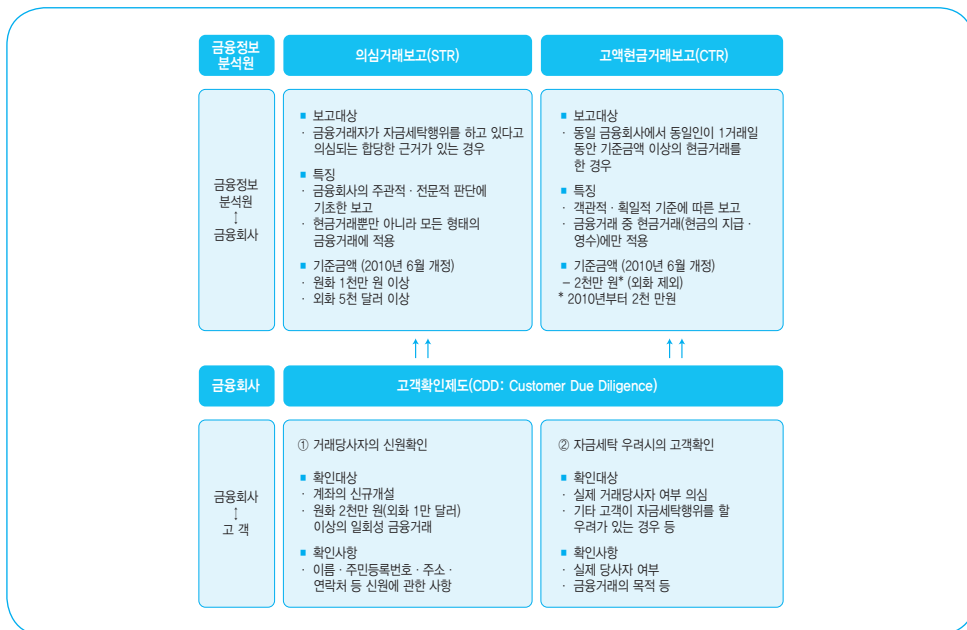 금융정보
분석원
의심거래보고(STR)
고액현금거래보고(CTR)
금융정보
분석원
↕
금융회사
■ 보고대상
· 금융거래자가 자금세탁행위를 하고 있다고
의심되는 합당한 근거가 있는 경우
■ 특징
· 금융회사의 주관적·전문적 판단에
기초한 보고
· 현금거래뿐만 아니라 모든 형태의
금융거래에 적용
■ 기준금액 (2010년 6월 개정)
· 원화 1천만 원 이상
· 외화 5천 달러 이상
■ 보고대상
· 동일 금융회사에서 동일인이 1거래일
동안 기준금액 이상의 현금거래를
한 경우
■ 특징
· 객관적·획일적 기준에 따른 보고
· 금융거래 중 현금거래(현금의 지급·
영수)에만 적용
■ 기준금액 (2010년 6월 개정)
– 2천만 원* (외화 제외)
* 2010년부터 2천 만원
↑↑
↑↑
금융회사
고객확인제도(CDD: Customer Due Diligence)
금융회사
↕
고 객
① 거래당사자의 신원확인
■ 확인대상
· 계좌의 신규개설
· 원화 2천만 원(외화 1만 달러)
이상의 일회성 금융거래
■ 확인사항
· 이름·주민등록번호·주소·
연락처 등 신원에 관한 사항
② 자금세탁 우려시의 고객확인
■ 확인대상
· 실제 거래당사자 여부 의심
· 기타 고객이 자금세탁행위를 할
우려가 있는 경우 등
■ 확인사항
· 실제 당사자 여부
· 금융거래의 목적 등